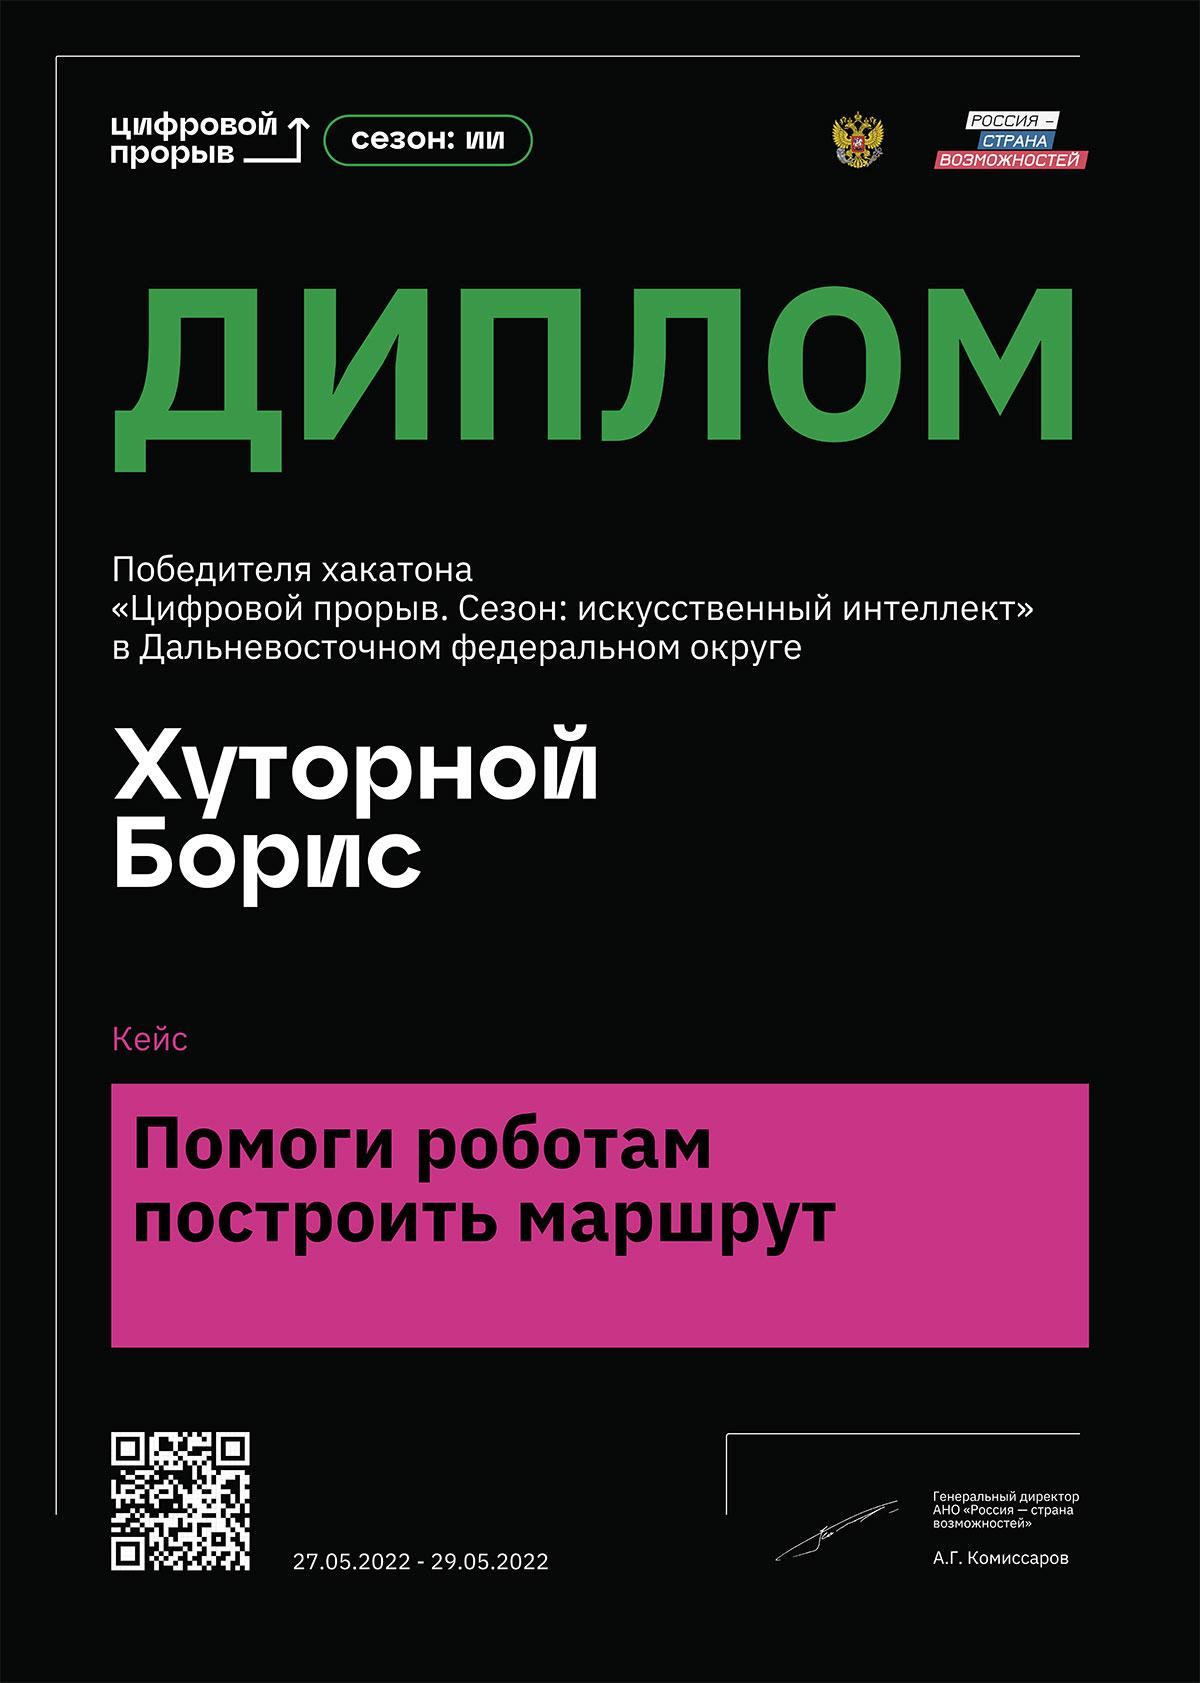 цифровой
прорыв
сезон: ии
РОССИЯ –
СТРАНА
ВОЗМОЖНОСТЕЙ
ДИПЛОМ
Победителя хакатона
«Цифровой прорыв. Сезон: искусственный интеллект»
в Дальневосточном федеральном округе
Хуторной
Борис
Кейс
Помоги роботам
построить маршрут
27.05.2022 - 29.05.2022
Генеральный директор
АНО «Россия — страна
возможностей»
А.Г. Комиссаров